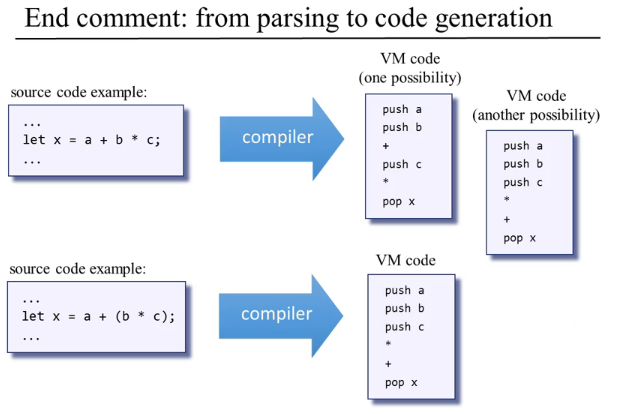 End comment: from parsing to code generation
source code example:
...
let x = a + b * c;
...
compiler
VM code
(one possibility)
push a
push b
+
push c
*
pop x
VM code
(another possibility)
push a
push b
push c
*
+
pop x
source code example:
...
let x = a + (b * c);
...
compiler
VM code
push a
push b
push c
*
+
pop x